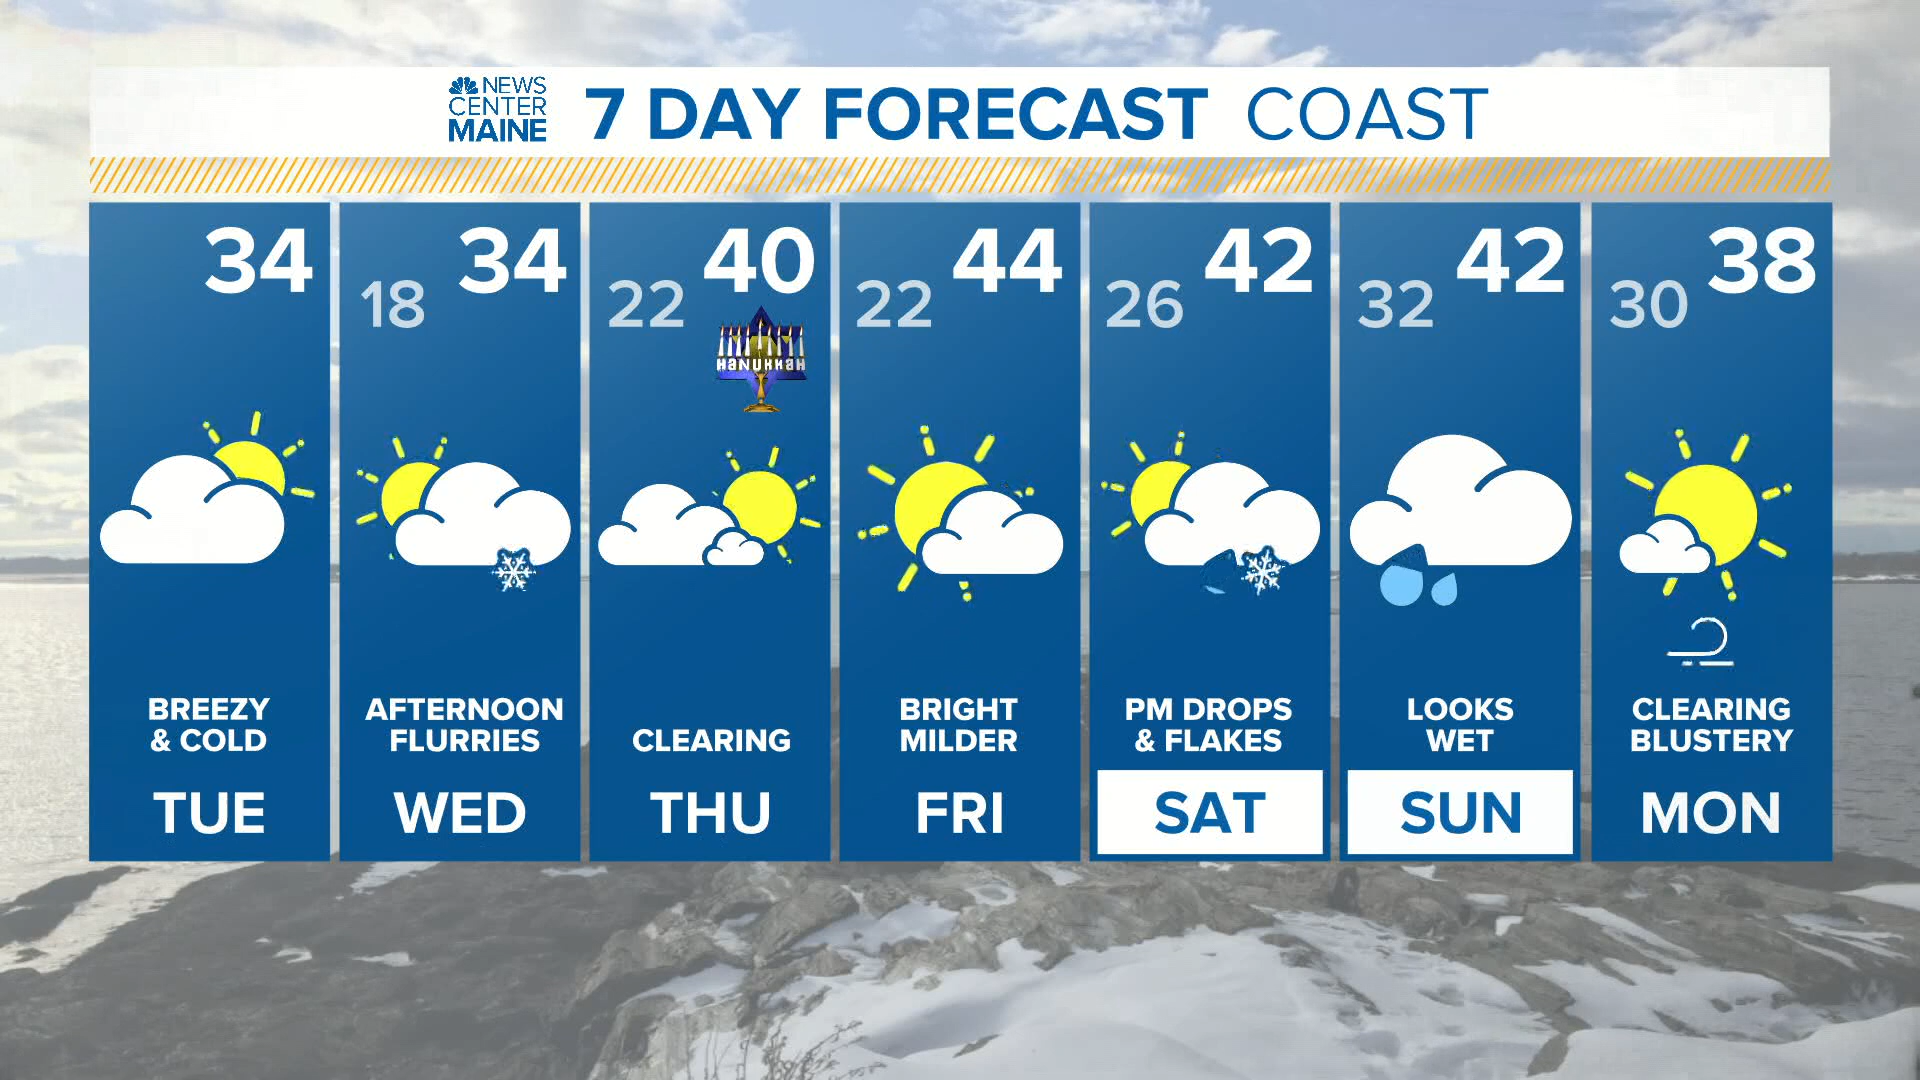 NEWS
CENTER
MAINE
7 DAY FORECAST COAST
34
BREEZY
& COLD
TUE
18 34
AFTERNOON
FLURRIES
WED
22 40
HANUKKAH
CLEARING
THU
22 44
BRIGHT
MILDER
FRI
26 42
PM DROPS
& FLAKES
SAT
32 42
LOOKS
WET
SUN
30 38
CLEARING
BLUSTERY
MON